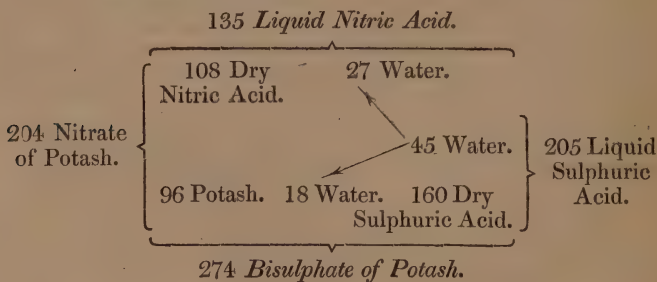 135 Liquid Nitric Acid.
108 Dry
Nitric Acid.
27 Water.
204 Nitrate
of Potash.
45 Water.
205 Liquid
Sulphuric
Acid.
96 Potash.
18 Water.
160 Dry
Sulphuric Acid.
274 Bisulphate of Potash.